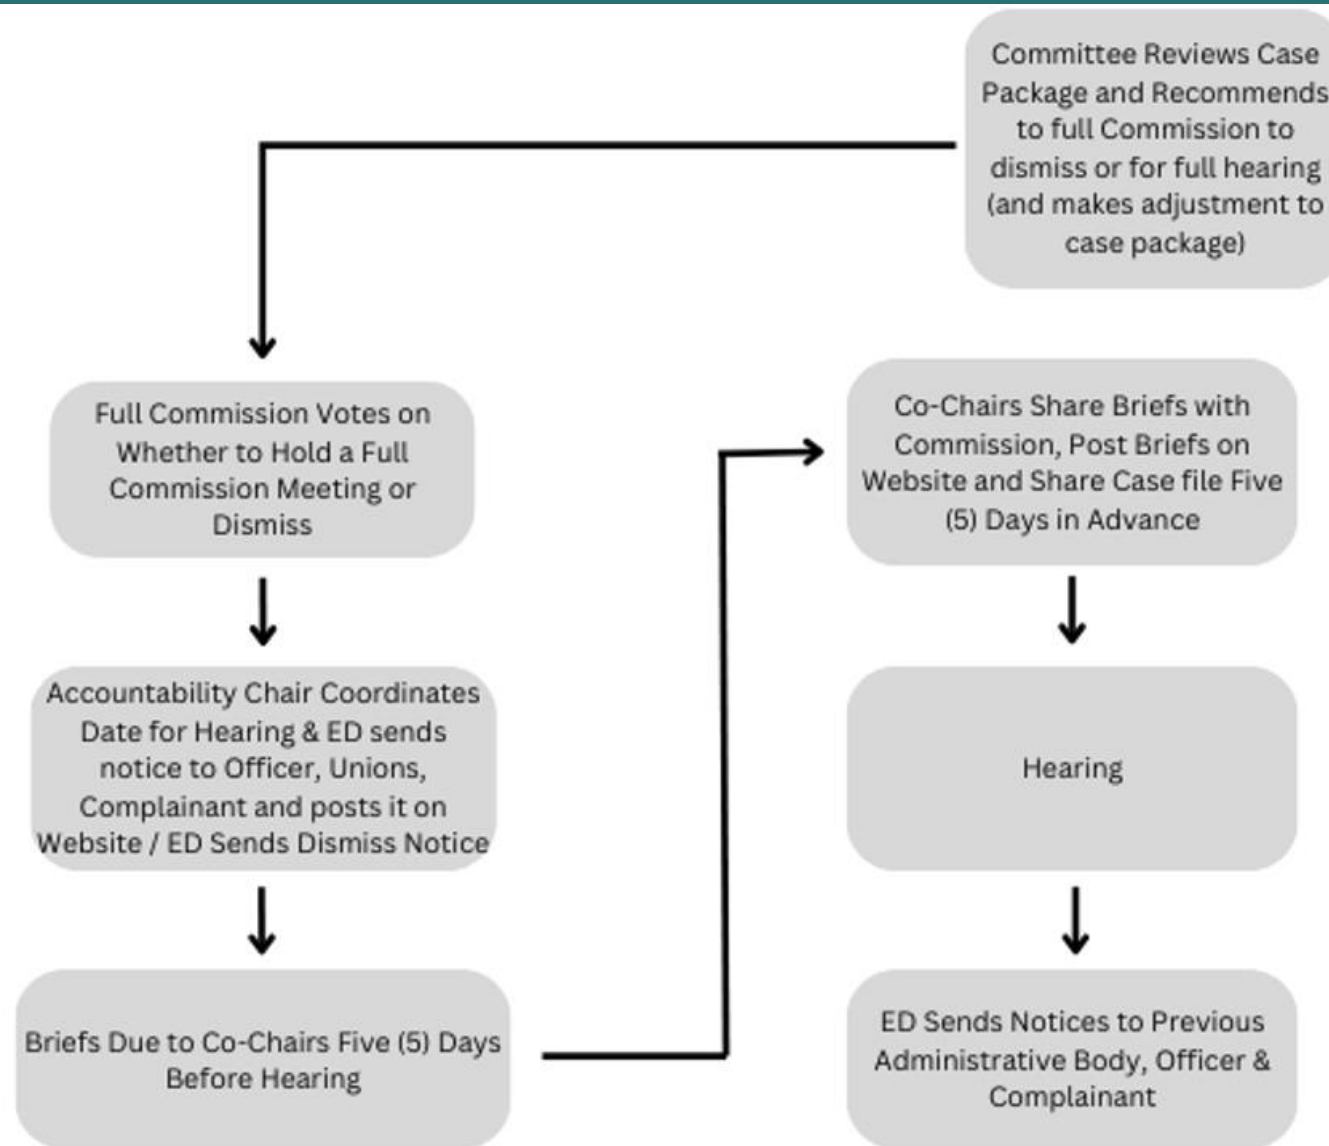 Committee Reviews Case
Package and Recommends
to full Commission to
dismiss or for full hearing
(and makes adjustment to
case package)
Full Commission Votes on
Whether to Hold a Full
Commission Meeting or
Dismiss
Accountability Chair Coordinates
Date for Hearing & ED sends
notice to Officer, Unions,
Complainant and posts it on
Website / ED Sends Dismiss Notice
Briefs Due to Co-Chairs Five (5) Days
Before Hearing
Co-Chairs Share Briefs with
Commission, Post Briefs on
Website and Share Case file Five
(5) Days in Advance
Hearing
ED Sends Notices to Previous
Administrative Body, Officer &
Complainant